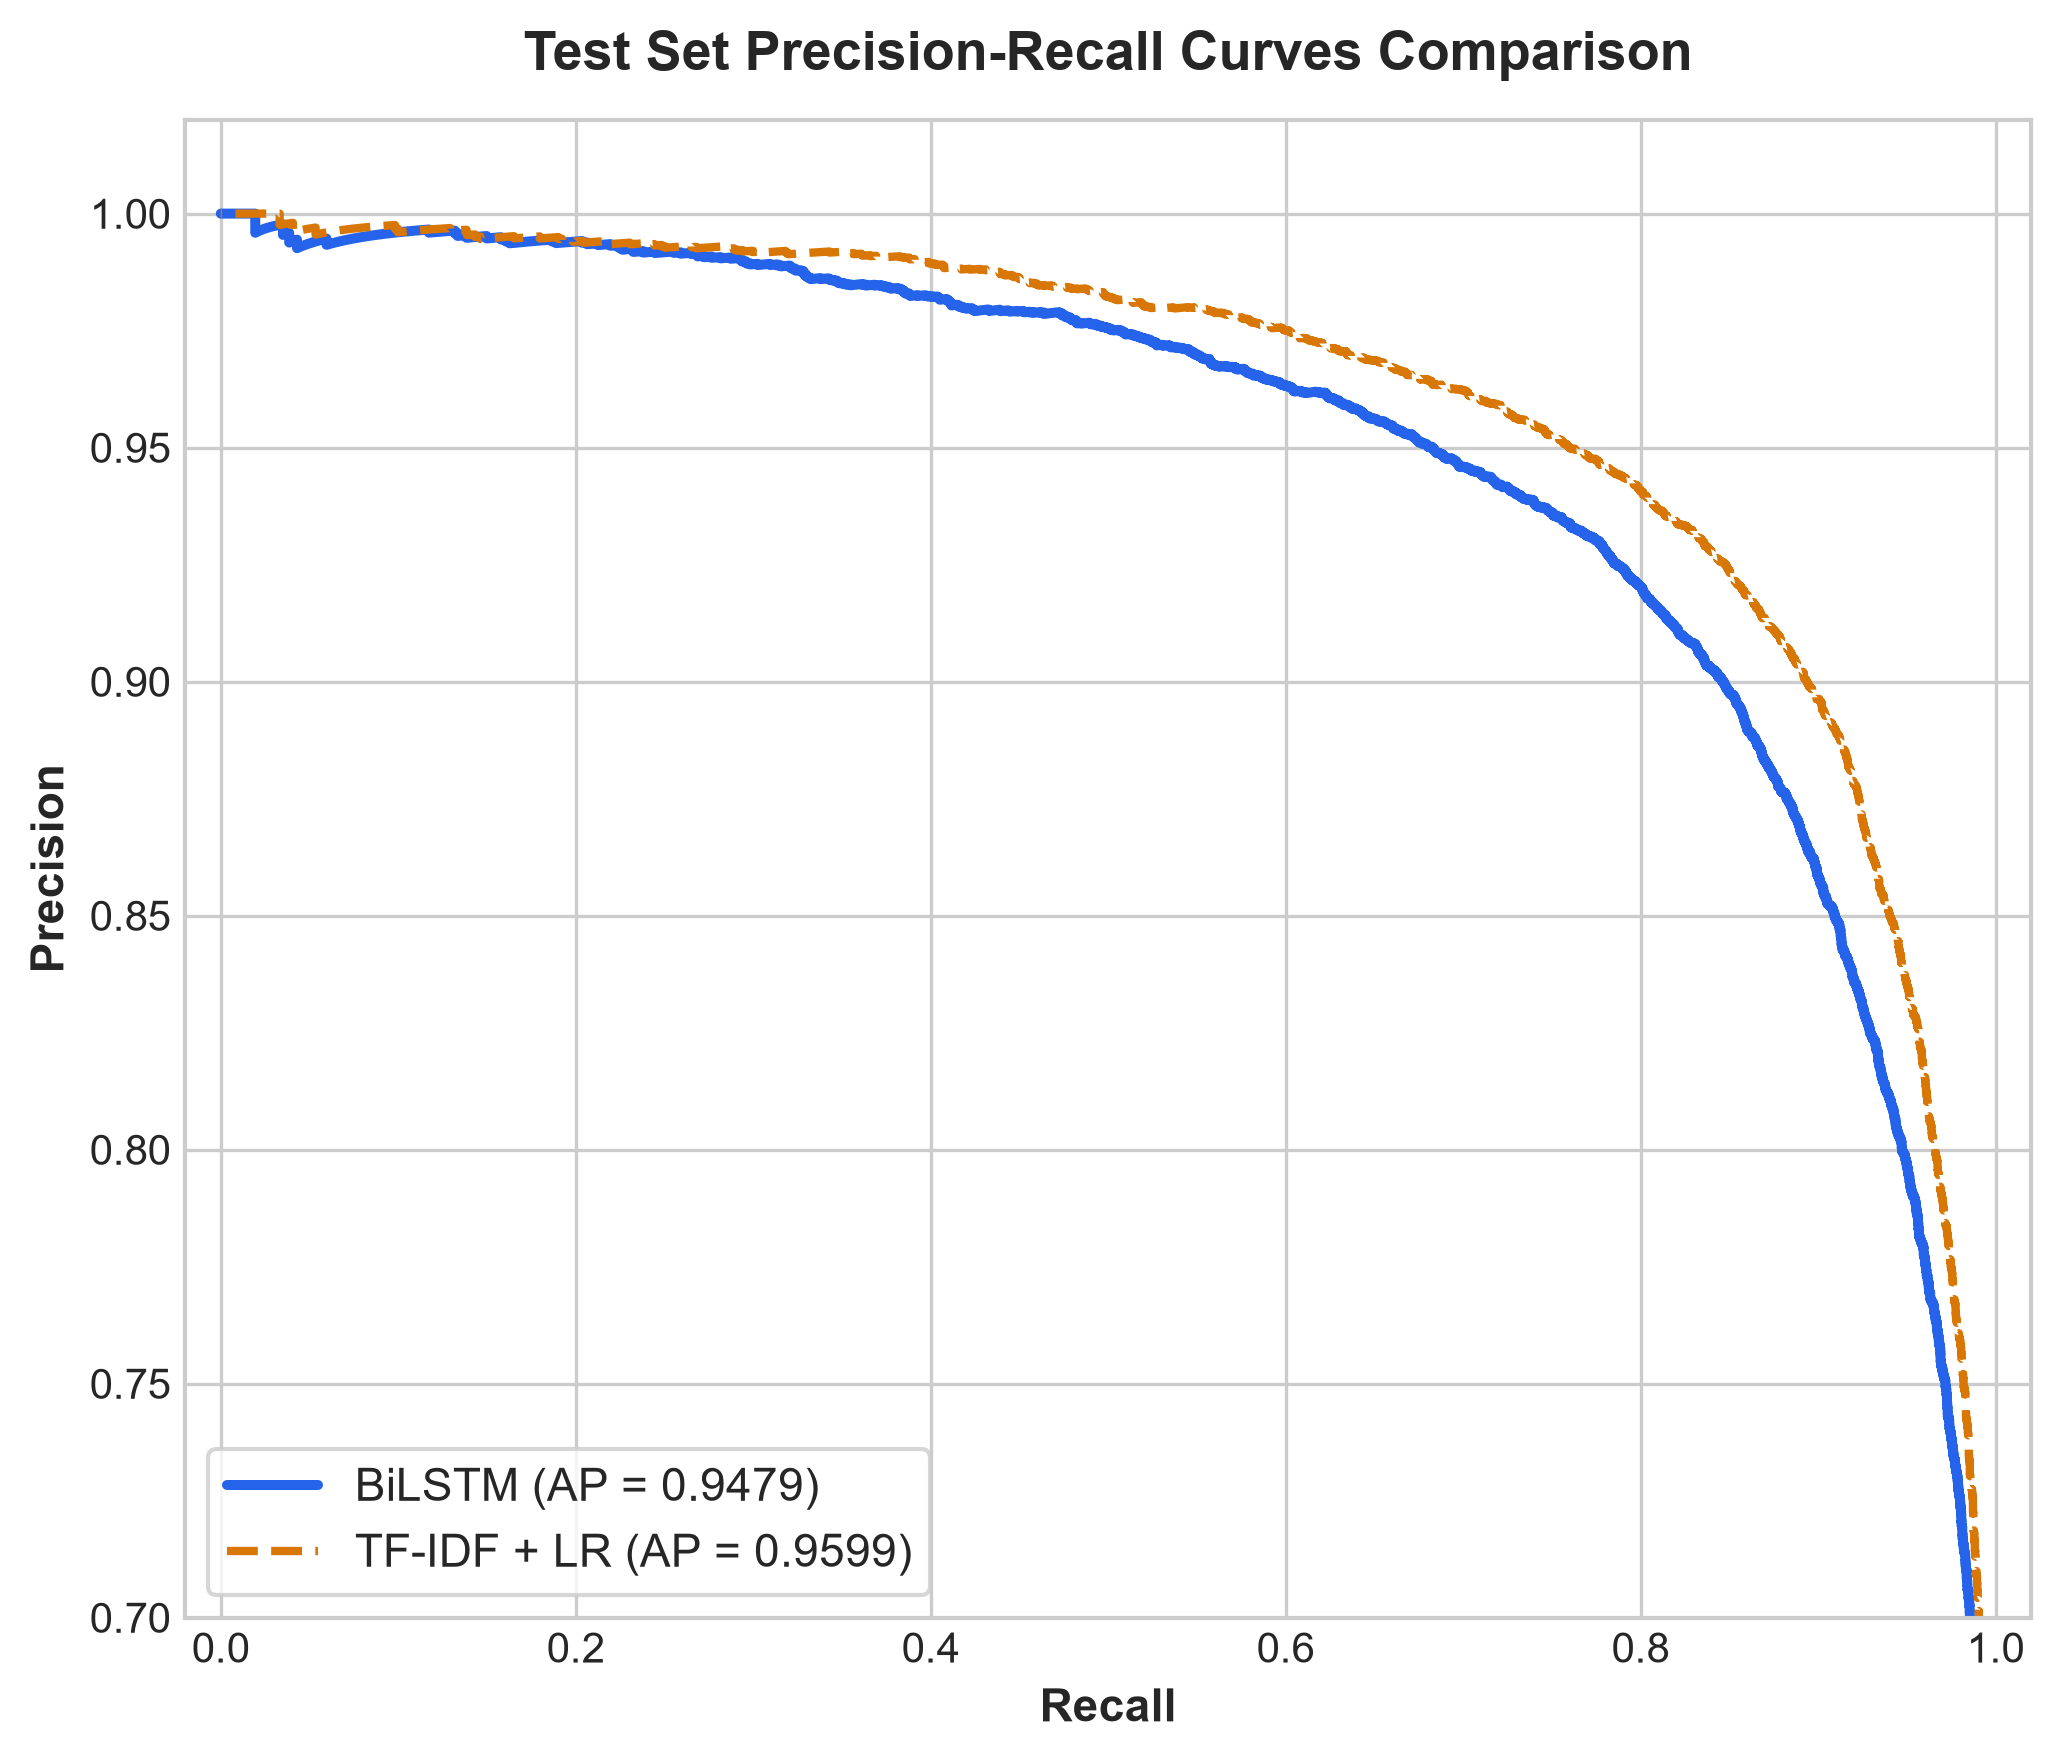 Test Set Precision-Recall Curves Comparison
Precision
1.00
0.95
0.90
0.85
0.80
0.75
0.70
BiLSTM (AP = 0.9479)
TF-IDF + LR (AP = 0.9599)
0.0 0.2 0.4 0.6 0.8 1.0
Recall